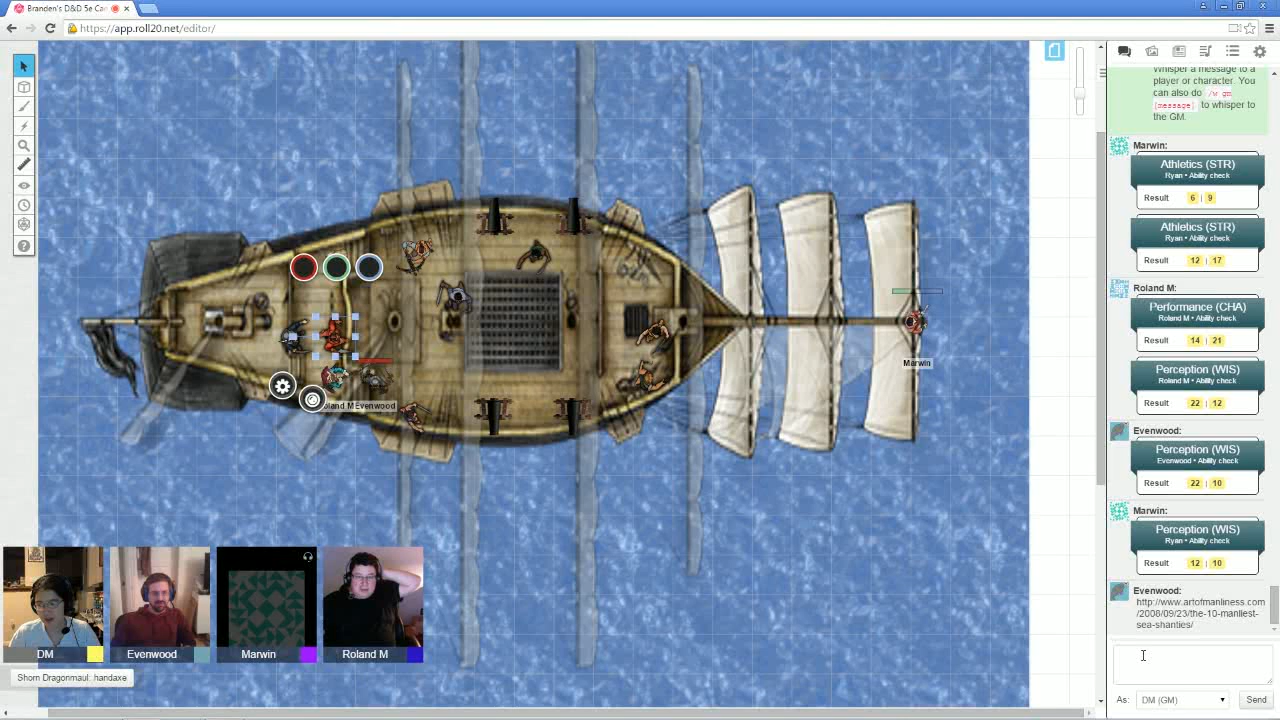 Branden's D&D 5e Can
https://app.roll20.net/editor/
Whisper a message to a
player or character. You
can also do /w gm
[message] to whisper to
the GM.
Marwin:
Athletics (STR)
Ryan • Ability check
Result 6 | 9
Athletics (STR)
Ryan • Ability check
Result 12 | 17
Roland M:
Performance (CHA)
Roland M • Ability check
Result 14 | 21
Perception (WIS)
Roland M • Ability check
Result 22 | 12
Evenwood:
Perception (WIS)
Evenwood • Ability check
Result 22 | 10
Marwin:
Perception (WIS)
Ryan • Ability check
Result 12 | 10
Evenwood:
http://www.artofmanliness.com
/2008/09/23/the-10-manliest-
sea-shanties/
As: DM (GM) Send
Marwin
oland M Evenwood
DM
Evenwood
Marwin
Roland M
Shorn Dragonmaul: handaxe